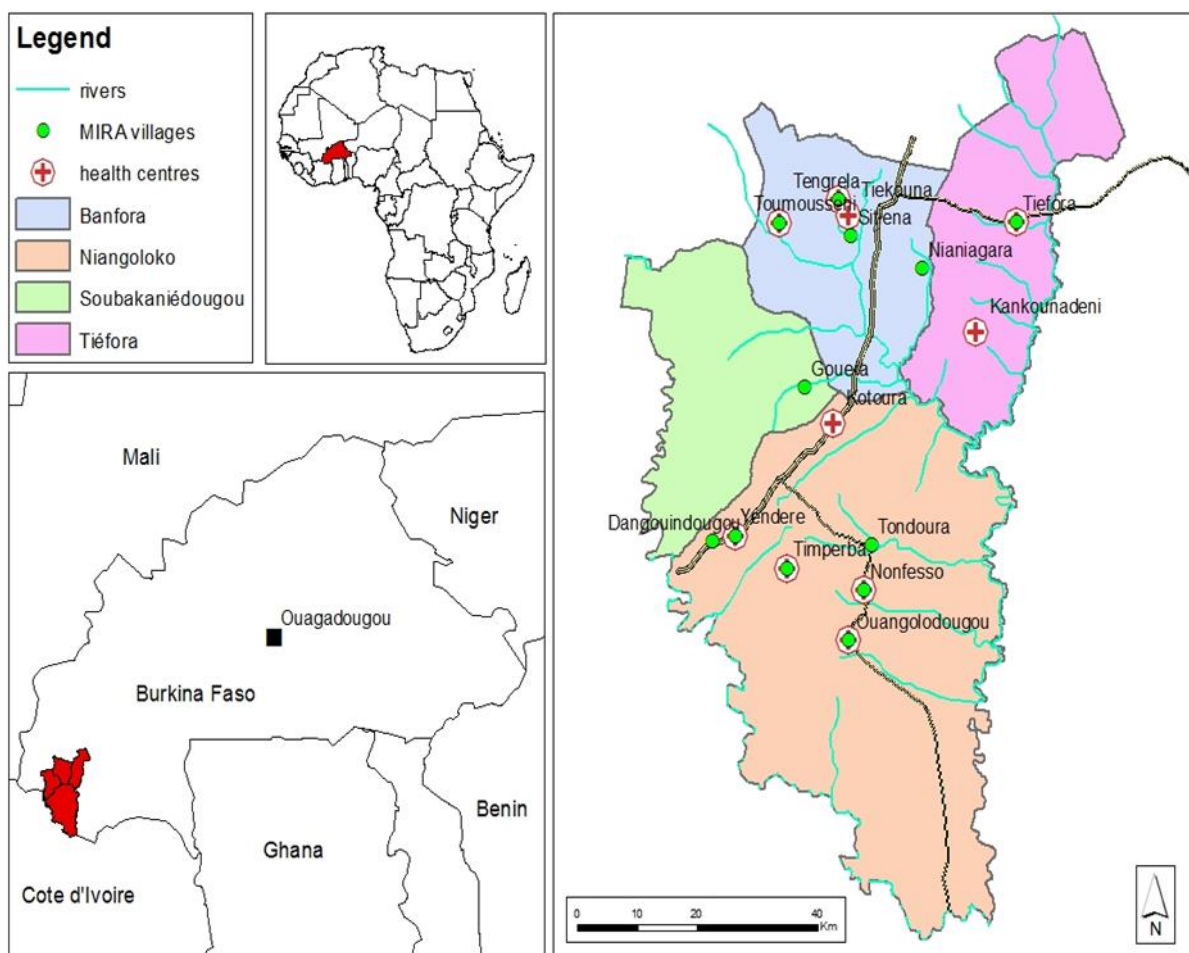 Legend
rivers
MIRA villages
health centres
Banfora
Niangoloko
Soubakaniédougou
Tiéfora
Mali
Niger
Ouagadougou
Burkina Faso
Benin
Ghana
Cote d'Ivoire
Tengrela
Tiekouna
Toumousseni
Sitiena
Tiefora
Nianiagara
Kankounadeni
Gouera
Kotoura
Dangouindougou
Yendere
Tondoura
Timperba
Nonfesso
Ouangolodougou
0 10 20 40
Km
N